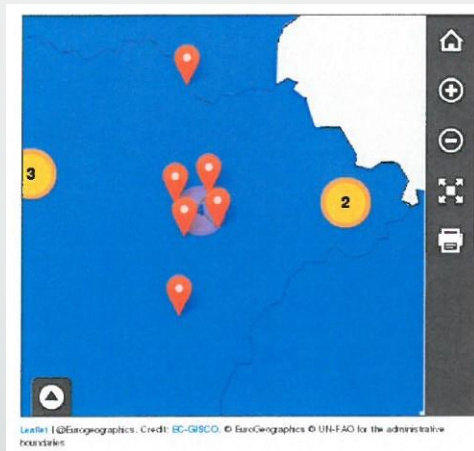 3
2
Leaflet | @Eurogeographics. Credit: EC-GISCO, © EuroGeographics © UN-FAO for the administrative
boundaries